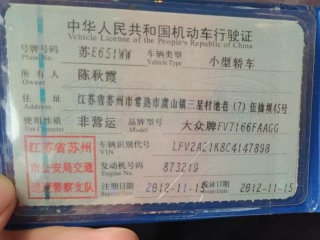 中华人民共和国机动车行驶证
Vehicle License of the People's Republic of China
号牌号码 苏E651WW 车辆类型 小型轿车
Plate No. Vehicle Type
所有人 陈秋霞
Owner
住址 江苏省苏州市常熟市虞山镇三星村地巷(7)伍仙坝45号
Address
使用性质 非营运 品牌型号 大众牌FV7166FAAGG
Use Character Model
江苏省苏州
市公安局交通
巡逻警察支队
车辆识别代号 LFV2A21K8C4147898
VIN
发动机号码 873219
Engine No.
注册日期 2012-11-15 发证日期 2012-11-15
Register Date Issue Date